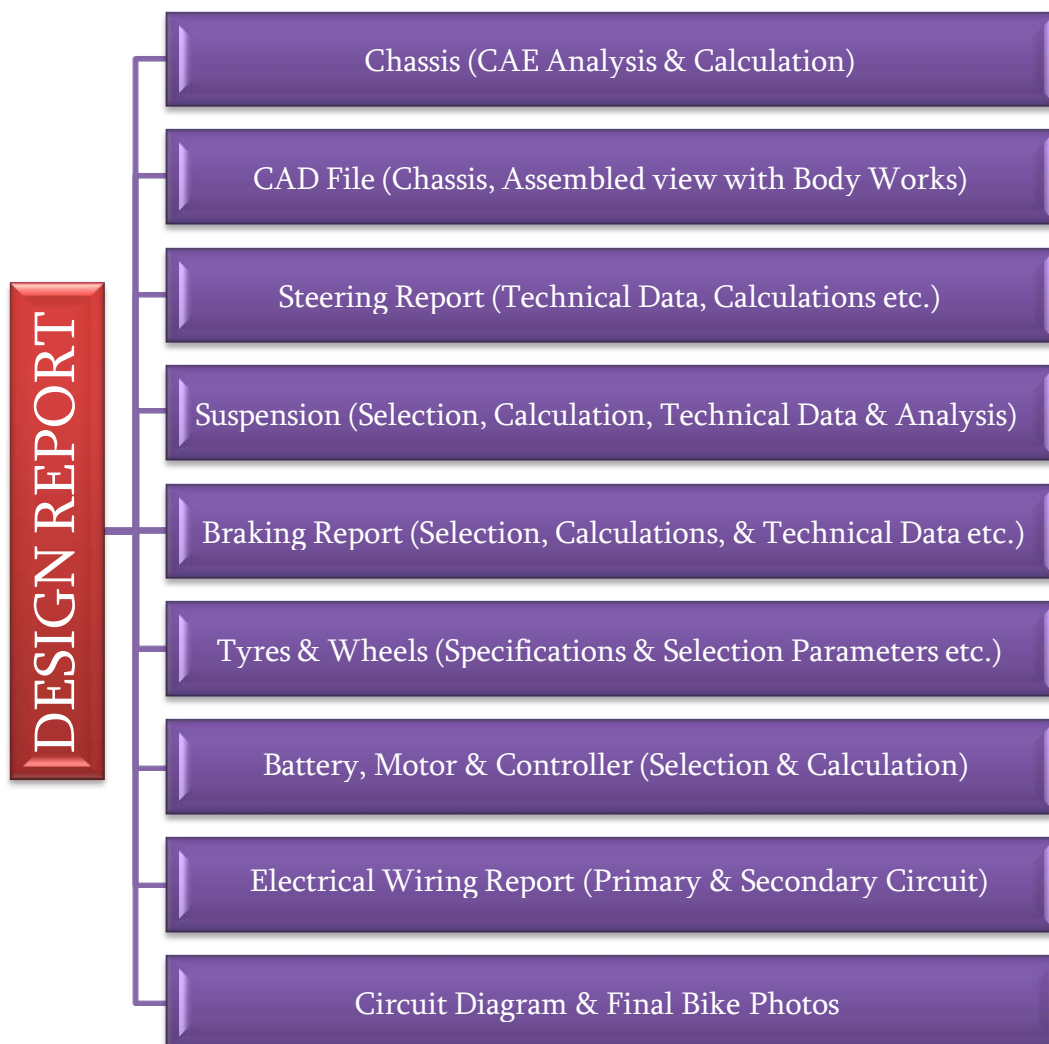 DESIGN REPORT
Chassis (CAE Analysis & Calculation)
CAD File (Chassis, Assembled view with Body Works)
Steering Report (Technical Data, Calculations etc.)
Suspension (Selection, Calculation, Technical Data & Analysis)
Braking Report (Selection, Calculations, & Technical Data etc.)
Tyres & Wheels (Specifications & Selection Parameters etc.)
Battery, Motor & Controller (Selection & Calculation)
Electrical Wiring Report (Primary & Secondary Circuit)
Circuit Diagram & Final Bike Photos